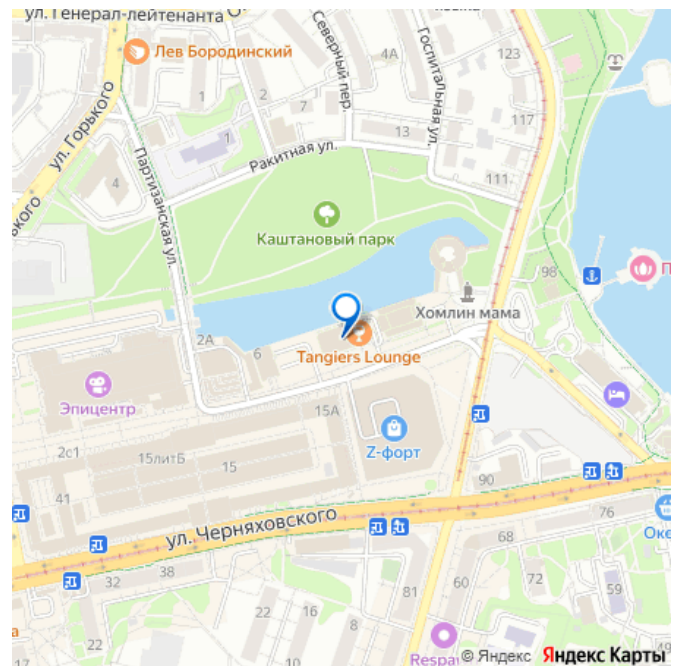 ул. Генерал-лейтенанта
Лев Бородинский
4А
123
Северный пер.
Госпитальная ул.
1
2
7
117
ул. Горького
1
13
Ракитная ул.
4
111
Партизанская ул.
Каштановый парк
98
П
Хомлин мама
2А
6
Tangiers Lounge
Эпицентр
15А
Z-форт
2с1
15литБ
15
90
41
76
ул. Черняховского
Оке
68
32
38
72
59
81
60
22
16
8
22
а
Respa
© Яндекс Яндекс Карты